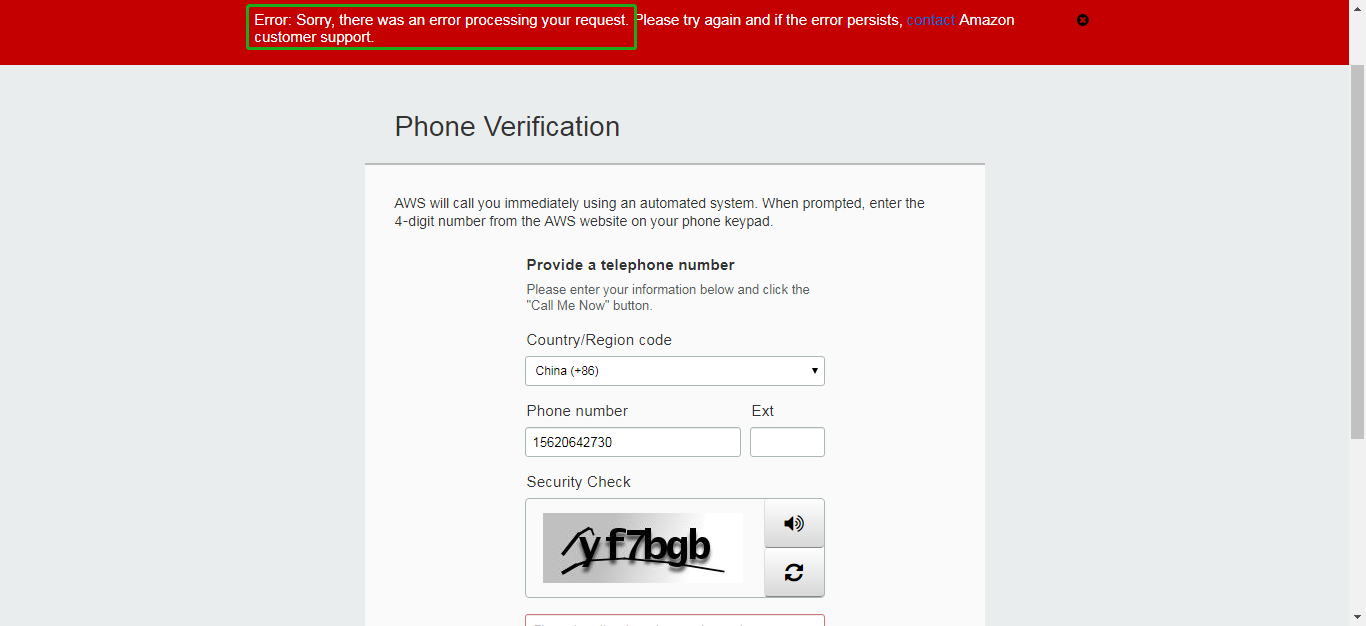 Error: Sorry, there was an error processing your request. Please try again and if the error persists, contact Amazon
customer support.
Phone Verification
AWS will call you immediately using an automated system. When prompted, enter the
4-digit number from the AWS website on your phone keypad.
Provide a telephone number
Please enter your information below and click the
"Call Me Now" button.
Country/Region code
China (+86)
Phone number Ext
15620642730
Security Check
yf7bgb